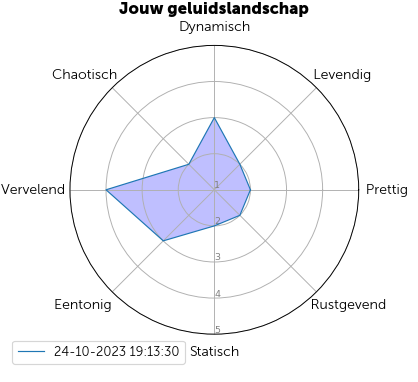 Jouw geluidslandschap
Dynamisch
Chaotisch
Levendig
Vervelend
Prettig
1
2
3
4
5
Eentonig
Rustgevend
24-10-2023 19:13:30
Statisch